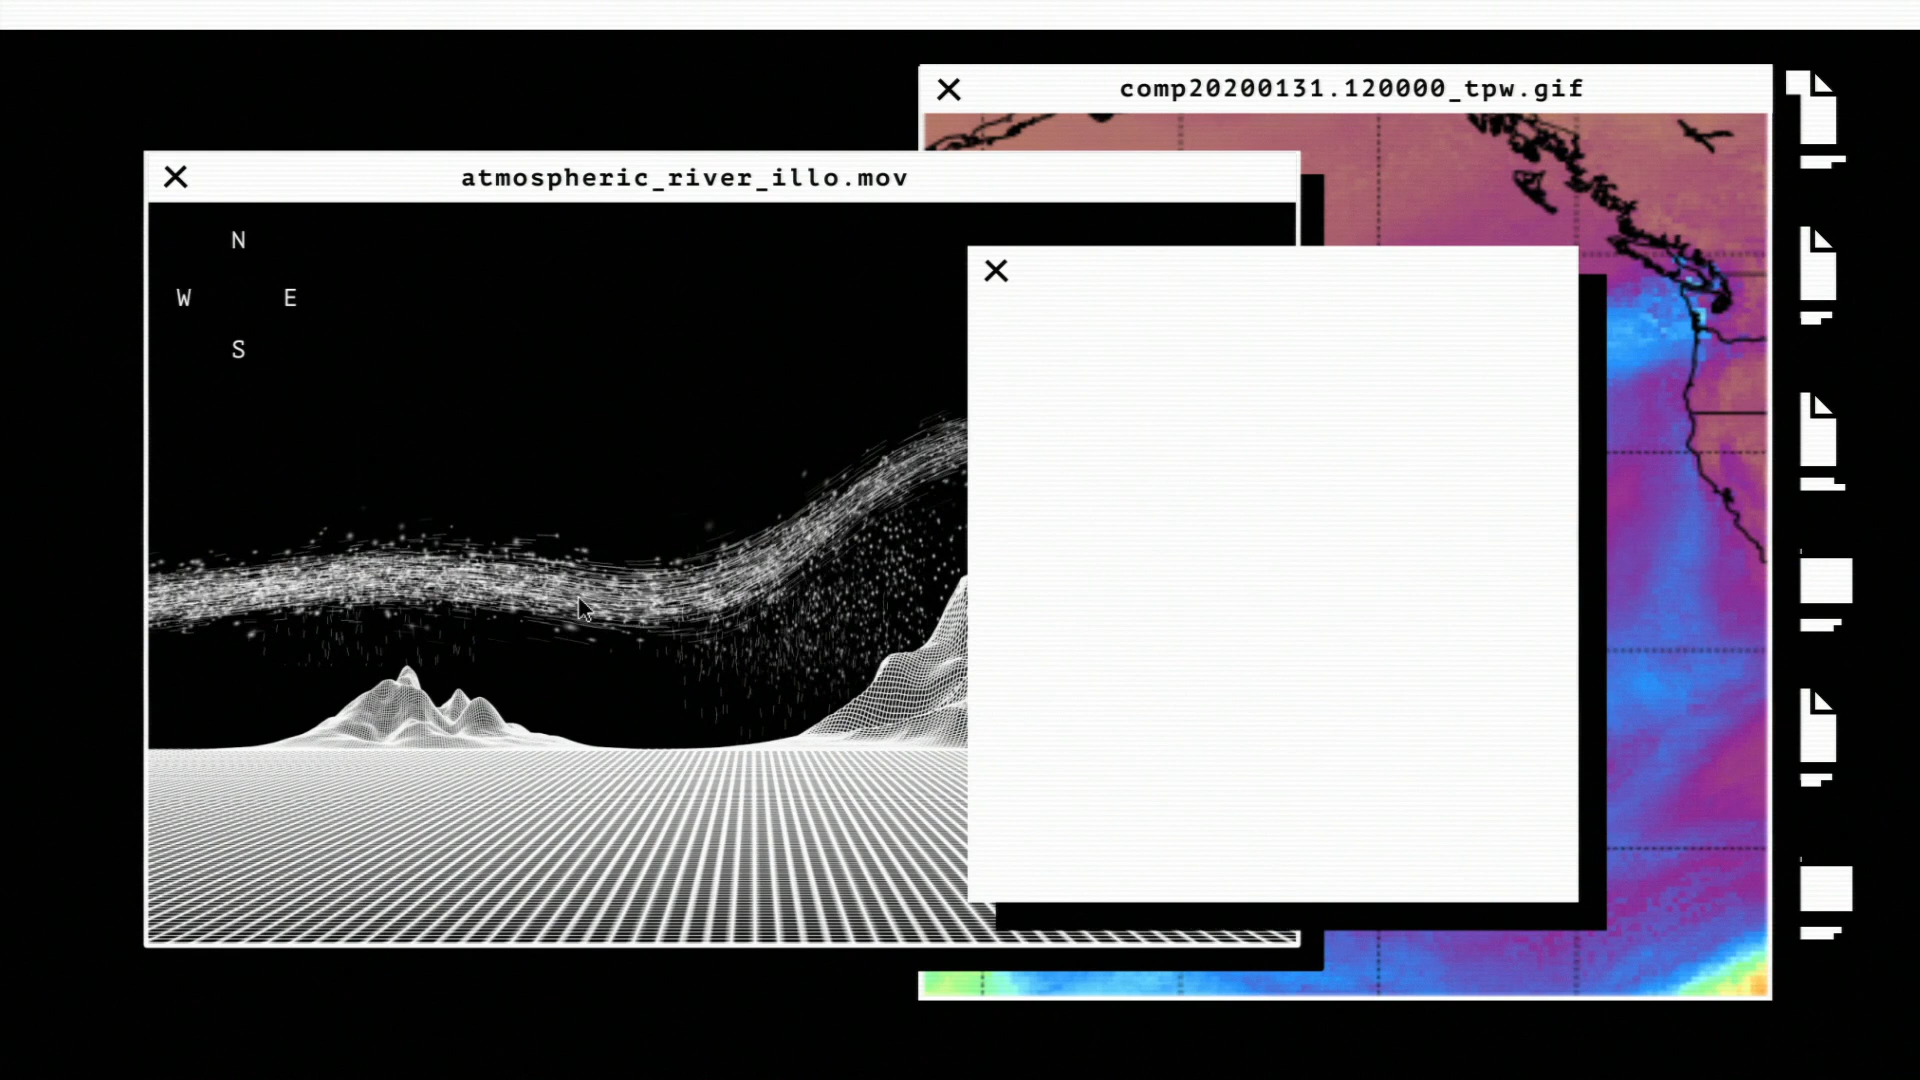 comp20200131.120000_tpw.gif
atmospheric_river_illo.mov
N
W E
S